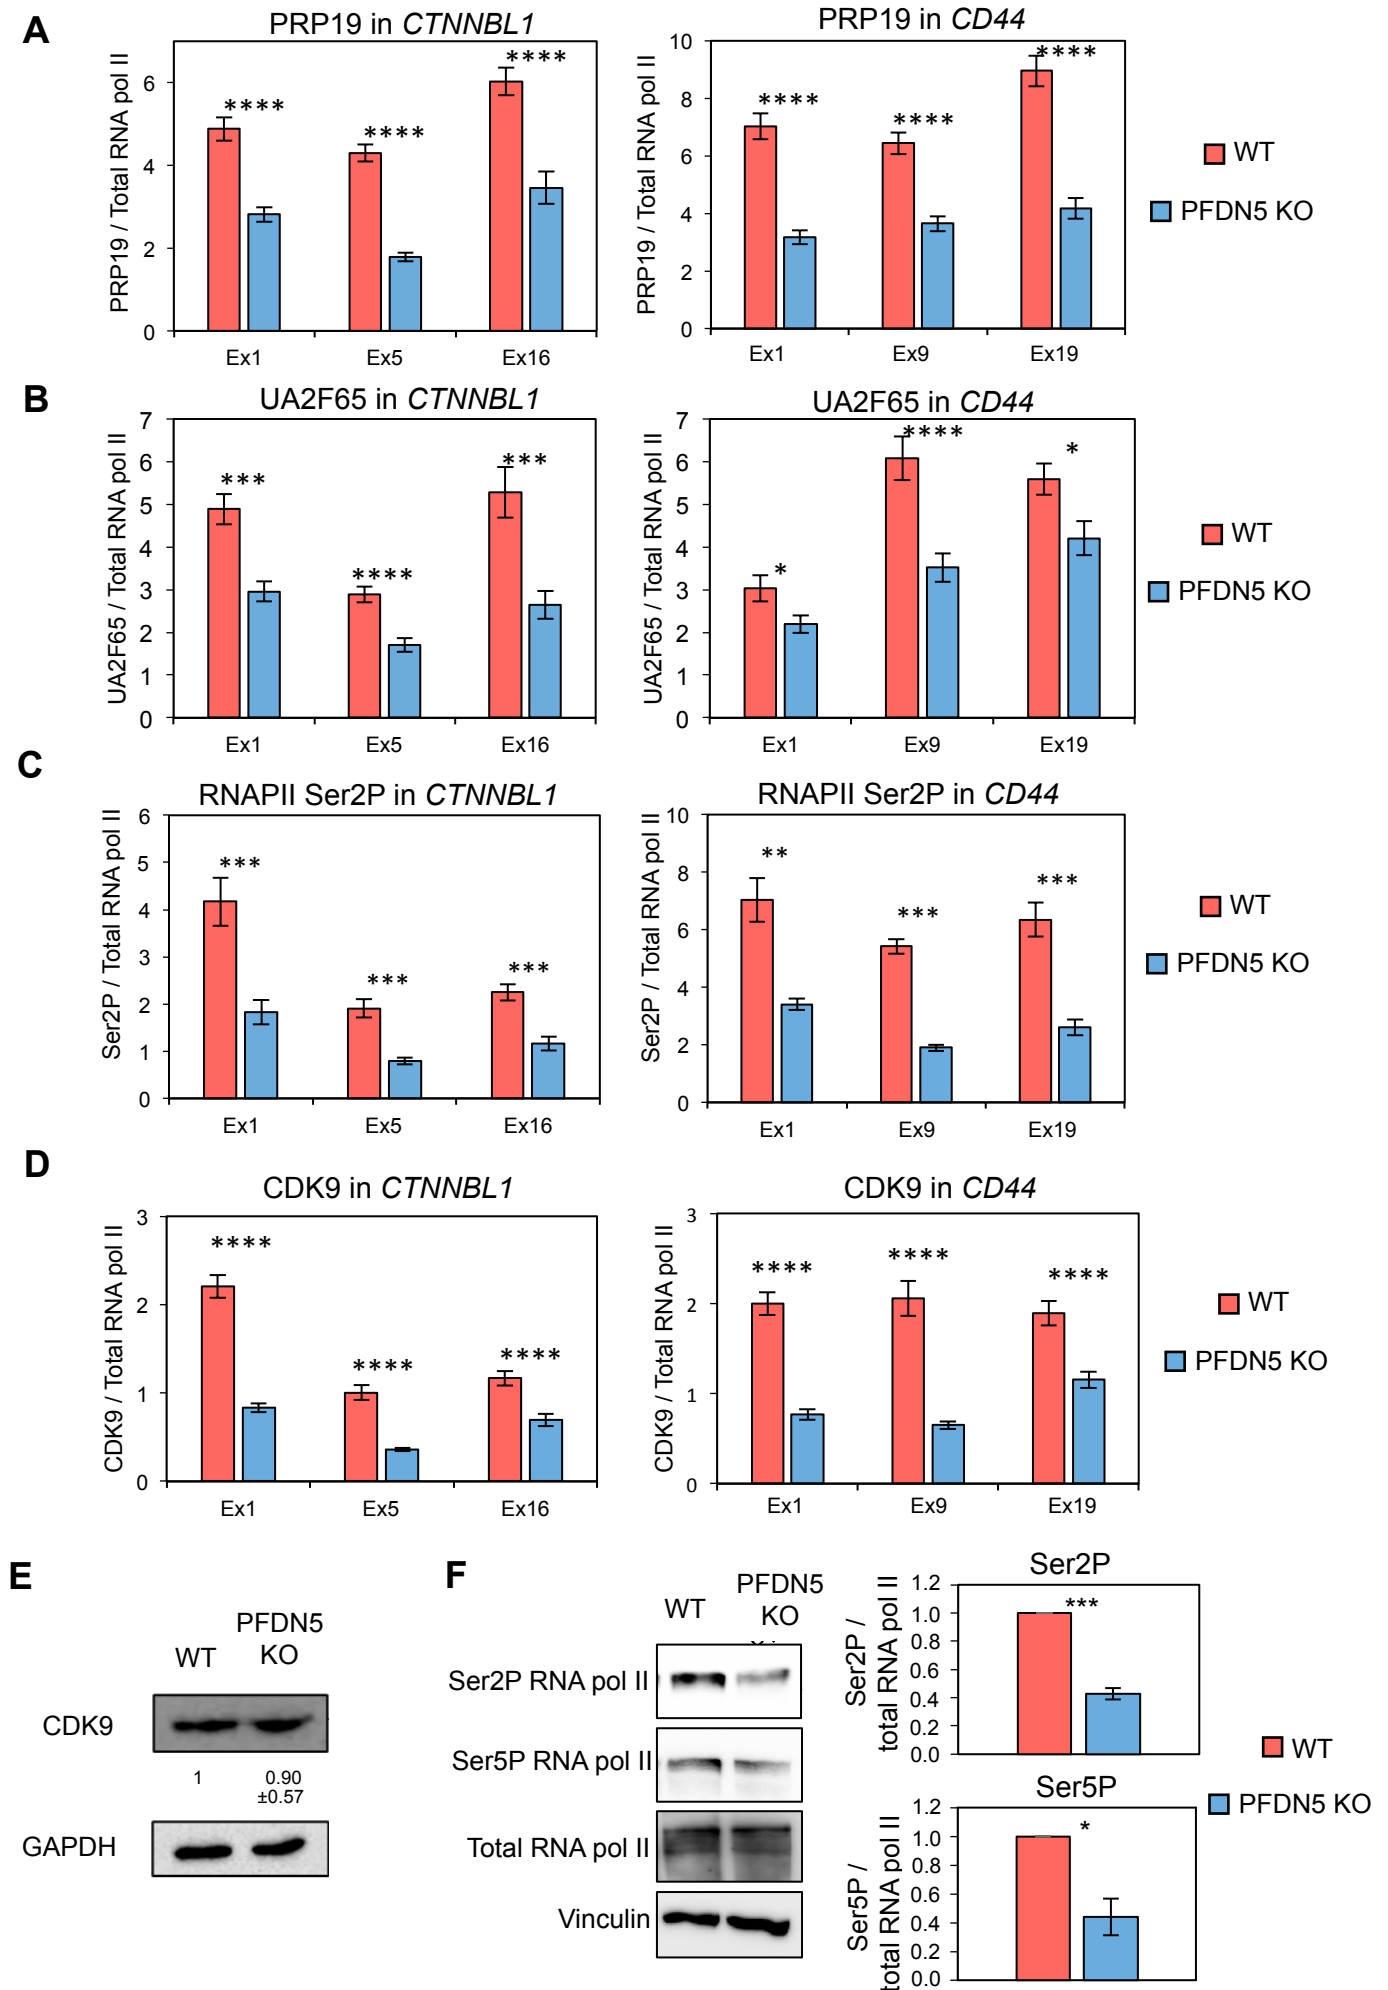 A
PRP19 in CTNNBL1
PRP19 / Total RNA pol II
6
4
2
0
****
****
****
Ex1 Ex5 Ex16
PRP19 in CD44
PRP19 / Total RNA pol II
10
8
6
4
2
0
****
****
****
Ex1 Ex9 Ex19
WT
PFDN5 KO
B
UA2F65 in CTNNBL1
UA2F65 / Total RNA pol II
7
6
5
4
3
2
1
0
***
****
***
Ex1 Ex5 Ex16
UA2F65 in CD44
UA2F65 / Total RNA pol II
7
6
5
4
3
2
1
0
*
****
*
Ex1 Ex9 Ex19
WT
PFDN5 KO
C
RNAPII Ser2P in CTNNBL1
Ser2P / Total RNA pol II
6
5
4
3
2
1
0
***
***
***
Ex1 Ex5 Ex16
RNAPII Ser2P in CD44
Ser2P / Total RNA pol II
10
8
6
4
2
0
**
***
***
Ex1 Ex9 Ex19
WT
PFDN5 KO
D
CDK9 in CTNNBL1
CDK9 / Total RNA pol II
3
2
1
0
****
****
****
Ex1 Ex5 Ex16
CDK9 in CD44
CDK9 / Total RNA pol II
3
2
1
0
****
****
****
Ex1 Ex9 Ex19
WT
PFDN5 KO
E
WT
PFDN5
KO
CDK9
1
0.90
±0.57
GAPDH
F
WT
PFDN5
KO
Ser2P RNA pol II
Ser5P RNA pol II
Total RNA pol II
Vinculin
Ser2P
Ser2P /
total RNA pol II
1.2
1.0
0.8
0.6
0.4
0.2
0.0
***
Ser5P
Ser5P /
total RNA pol II
1.2
1.0
0.8
0.6
0.4
0.2
0.0
*
WT
PFDN5 KO